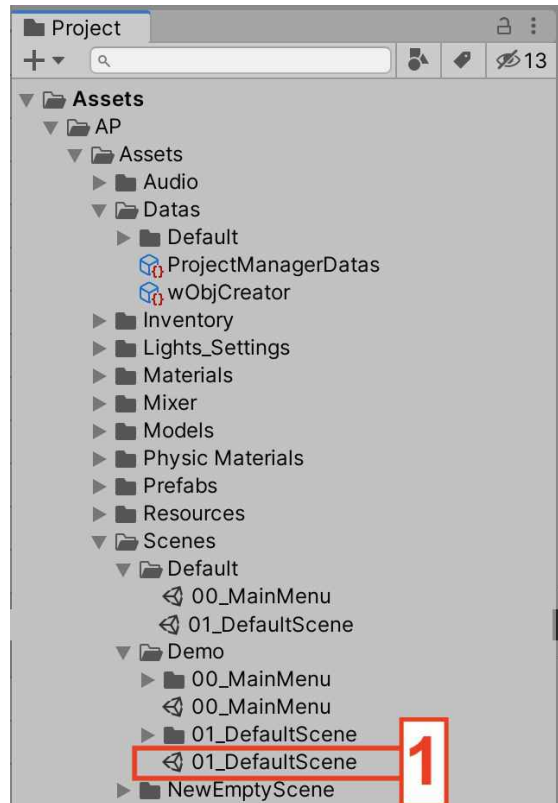 Project
13
Assets
AP
Assets
Audio
Datas
Default
ProjectManagerDatas
wObjCreator
Inventory
Lights_Settings
Materials
Mixer
Models
Physic Materials
Prefabs
Resources
Scenes
Default
00_MainMenu
01_DefaultScene
Demo
00_MainMenu
00_MainMenu
01_DefaultScene
01_DefaultScene
1
NewEmptyScene